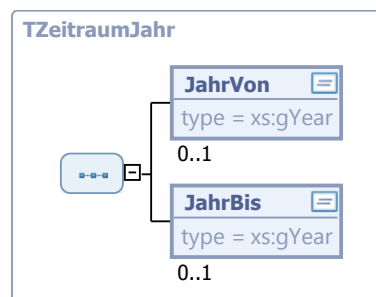 TZeitraumJahr
JahrVon
type = xs:gYear
0..1
JahrBis
type = xs:gYear
0..1